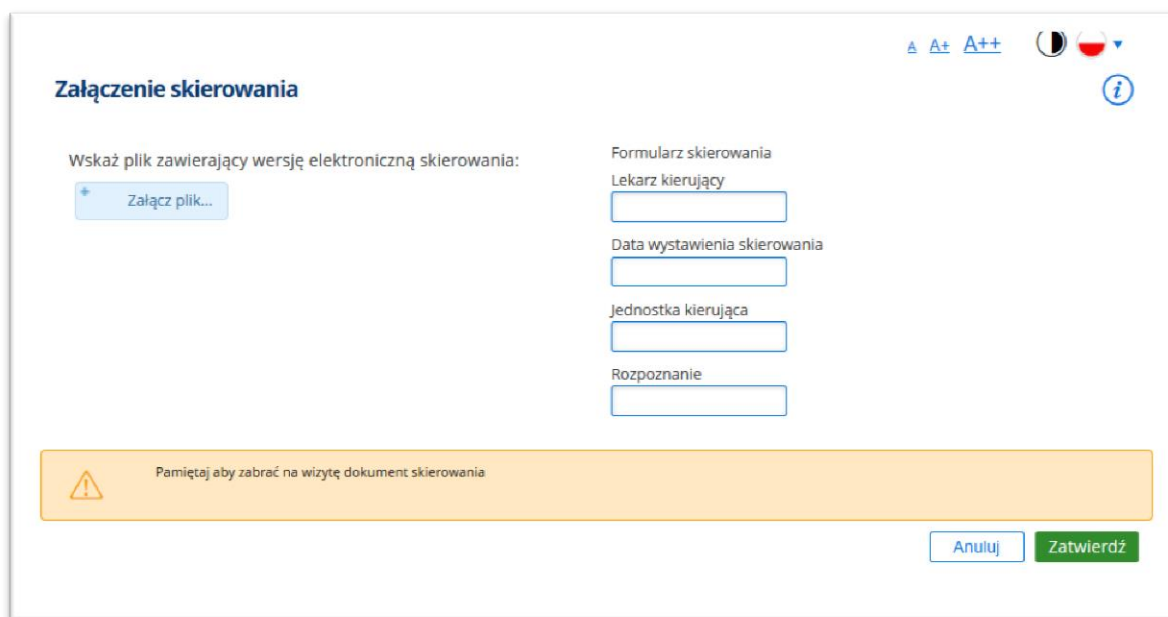 A A+ A++
Załączenie skierowania
Wskaż plik zawierający wersję elektroniczną skierowania:
+ Załącz plik...
Formularz skierowania
Lekarz kierujący
Data wystawienia skierowania
Jednostka kierująca
Rozpoznanie
Pamiętaj aby zabrać na wizytę dokument skierowania
Anuluj
Zatwierdź